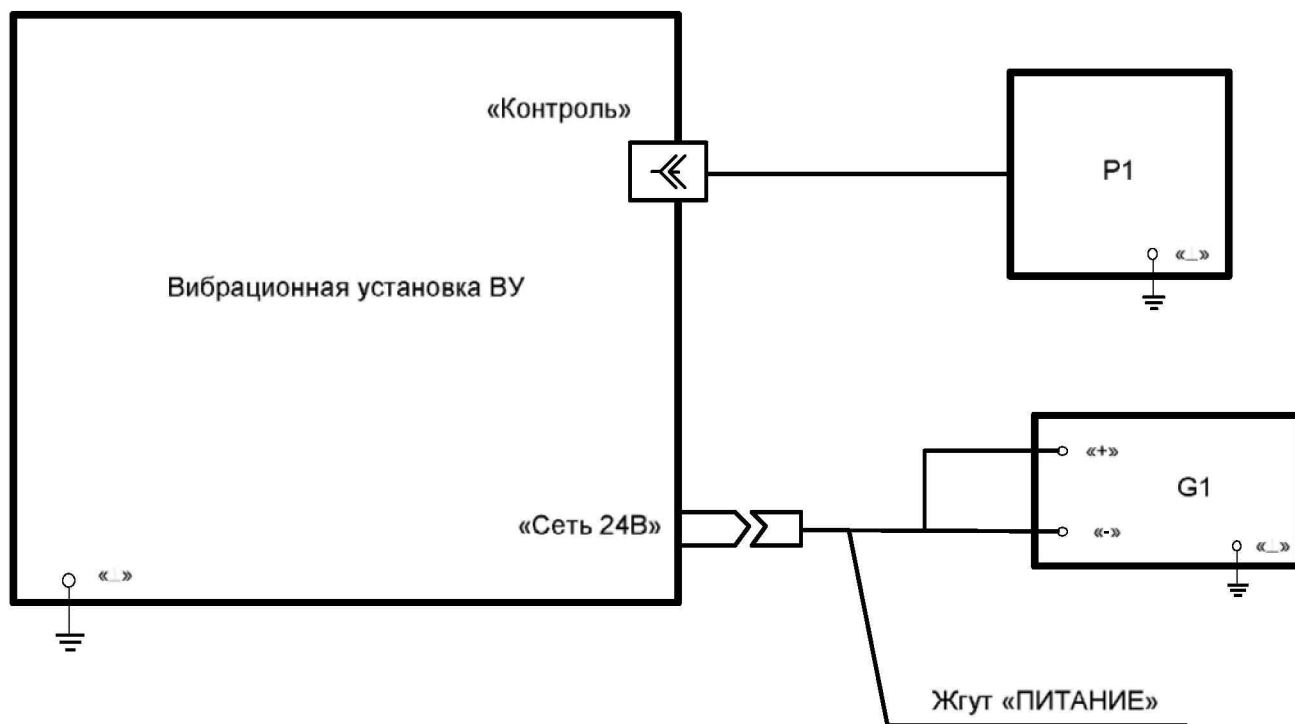 «Контроль»
P1
«⊥»
Вибрационная установка ВУ
«+»
G1
«Сеть 24В»
«-»
«⊥»
«⊥»
Жгут «ПИТАНИЕ»